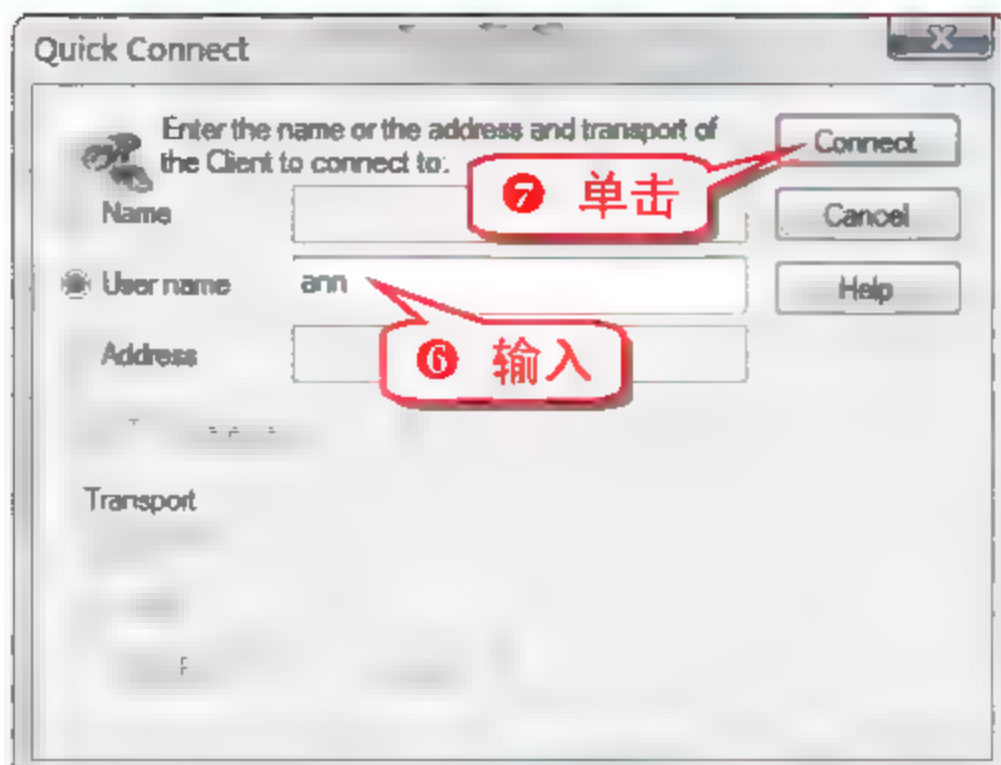 Quick Connect
Enter the name or the address and transport of
the Client to connect to:
Connect
❼ 单击
Name
Cancel
User name
ann
Help
❻ 输入
Address
Transport